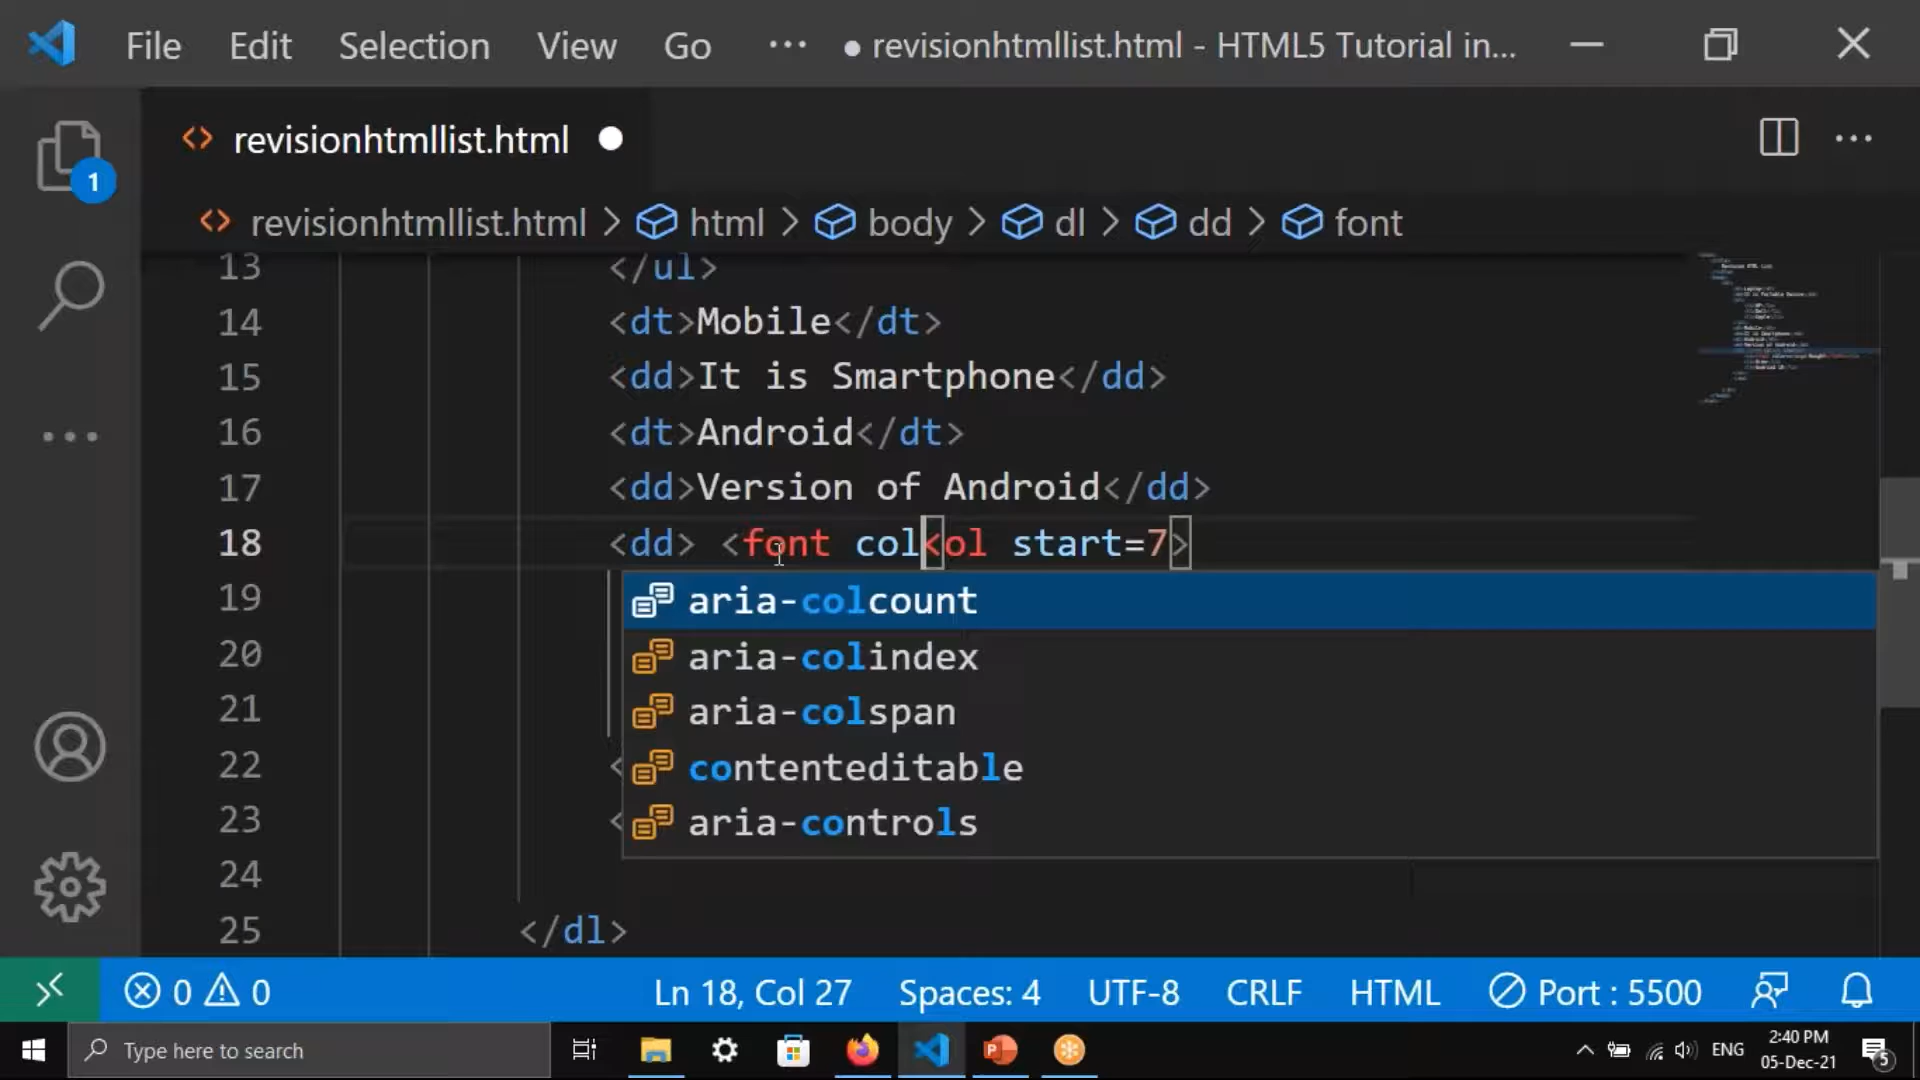 File Edit Selection View Go ··· ● revisionhtmllist.html - HTML5 Tutorial in...
<> revisionhtmllist.html ●
1
<> revisionhtmllist.html > html > body > dl > dd > font
13 </ul>
14 <dt>Mobile</dt>
15 <dd>It is Smartphone</dd>
16 <dt>Android</dt>
17 <dd>Version of Android</dd>
18 <dd> <font col<ol start=7>
19 aria-colcount
20 aria-colindex
21 aria-colspan
22 < contenteditable
23 < aria-controls
24
25 </dl>
0 0 Ln 18, Col 27 Spaces: 4 UTF-8 CRLF HTML Port : 5500
Type here to search ENG 2:40 PM
05-Dec-21 5